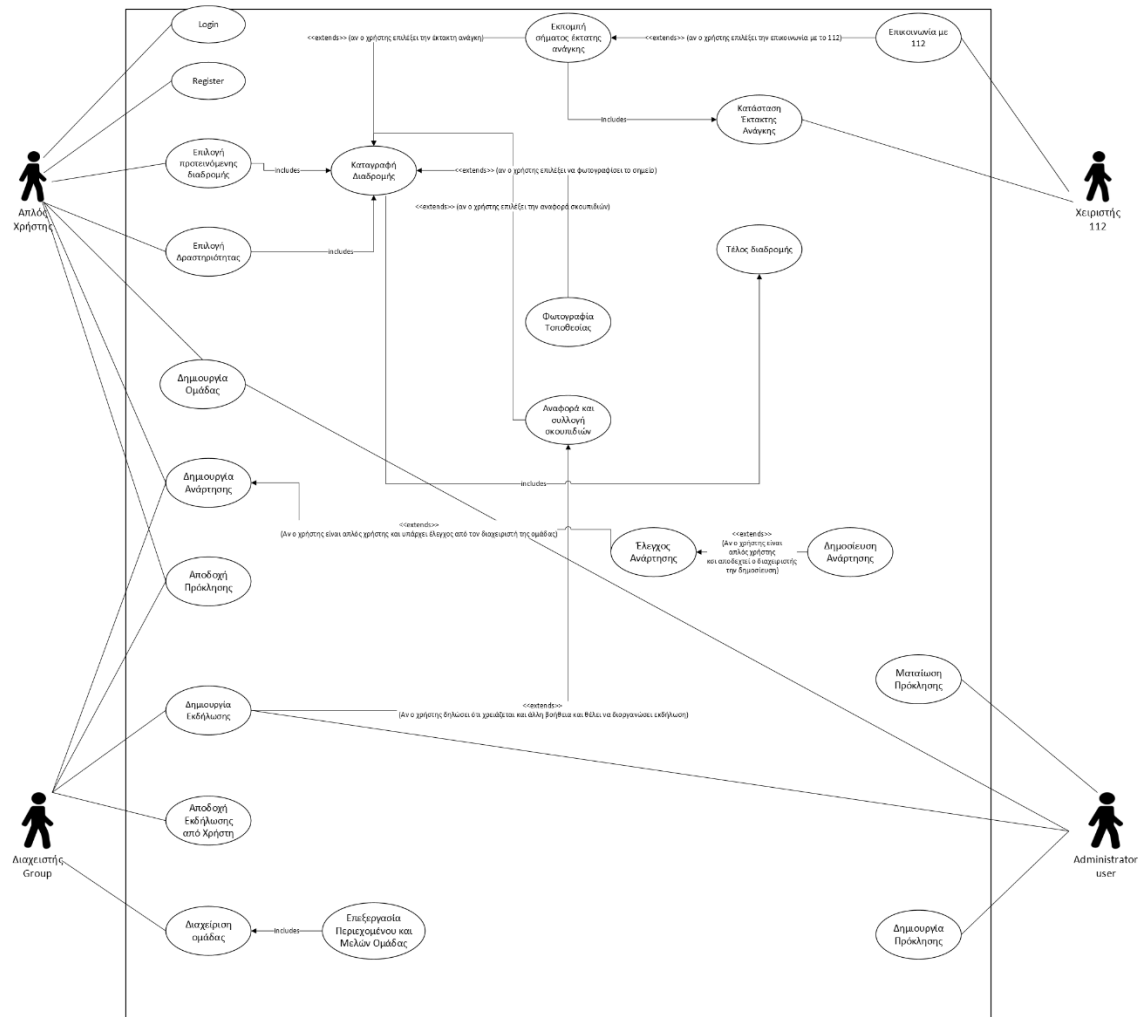 Login
Εκπομπή
σήματος έκτατης
ανάγκης
Επικοινωνία με
112
<<extends>> (αν ο χρήστης επιλέξει την έκτακτη ανάγκη)
<<extends>> (αν ο χρήστης επιλέξει την επικοινωνία με το 112)
Register
Κατάσταση
Έκτακτης
Ανάγκης
includes
Επιλογή
προτεινόμενης
διαδρομής
includes
Καταγραφή
Διαδρομής
<<extends>> (αν ο χρήστης επιλέξει να φωτογραφίσει το σημείο)
<<extends>> (αν ο χρήστης επιλέξει την αναφορά σκουπιδιών)
Απλός
Χρήστης
Χειριστής
112
Επιλογή
Δραστηριότητας
includes
Τέλος διαδρομής
Φωτογραφία
Τοποθεσίας
Δημιουργία
Ομάδας
Αναφορά και
συλλογή
σκουπιδιών
Δημιουργία
Ανάρτησης
includes
<<extends>>
(Αν ο χρήστης είναι απλός χρήστης και υπάρχει έλεγχος από τον διαχειριστή της ομάδας)
Έλεγχος
Ανάρτησης
<<extends>>
(Αν ο χρήστης είναι
απλός χρήστης
και αποδεχτεί ο διαχειριστής
την δημοσίευση)
Δημοσίευση
Ανάρτησης
Αποδοχή
Πρόκλησης
Ματαίωση
Πρόκλησης
Δημιουργία
Εκδήλωσης
<<extends>>
(Αν ο χρήστης δηλώσει ότι χρειάζεται και άλλη βοήθεια και θέλει να διοργανώσει εκδήλωση)
Αποδοχή
Εκδήλωσης
από Χρήστη
Διαχειστής
Group
Administrator
user
Διαχείριση
ομάδας
includes
Επεξεργασία
Περιεχομένου και
Μελών Ομάδας
Δημιουργία
Πρόκλησης